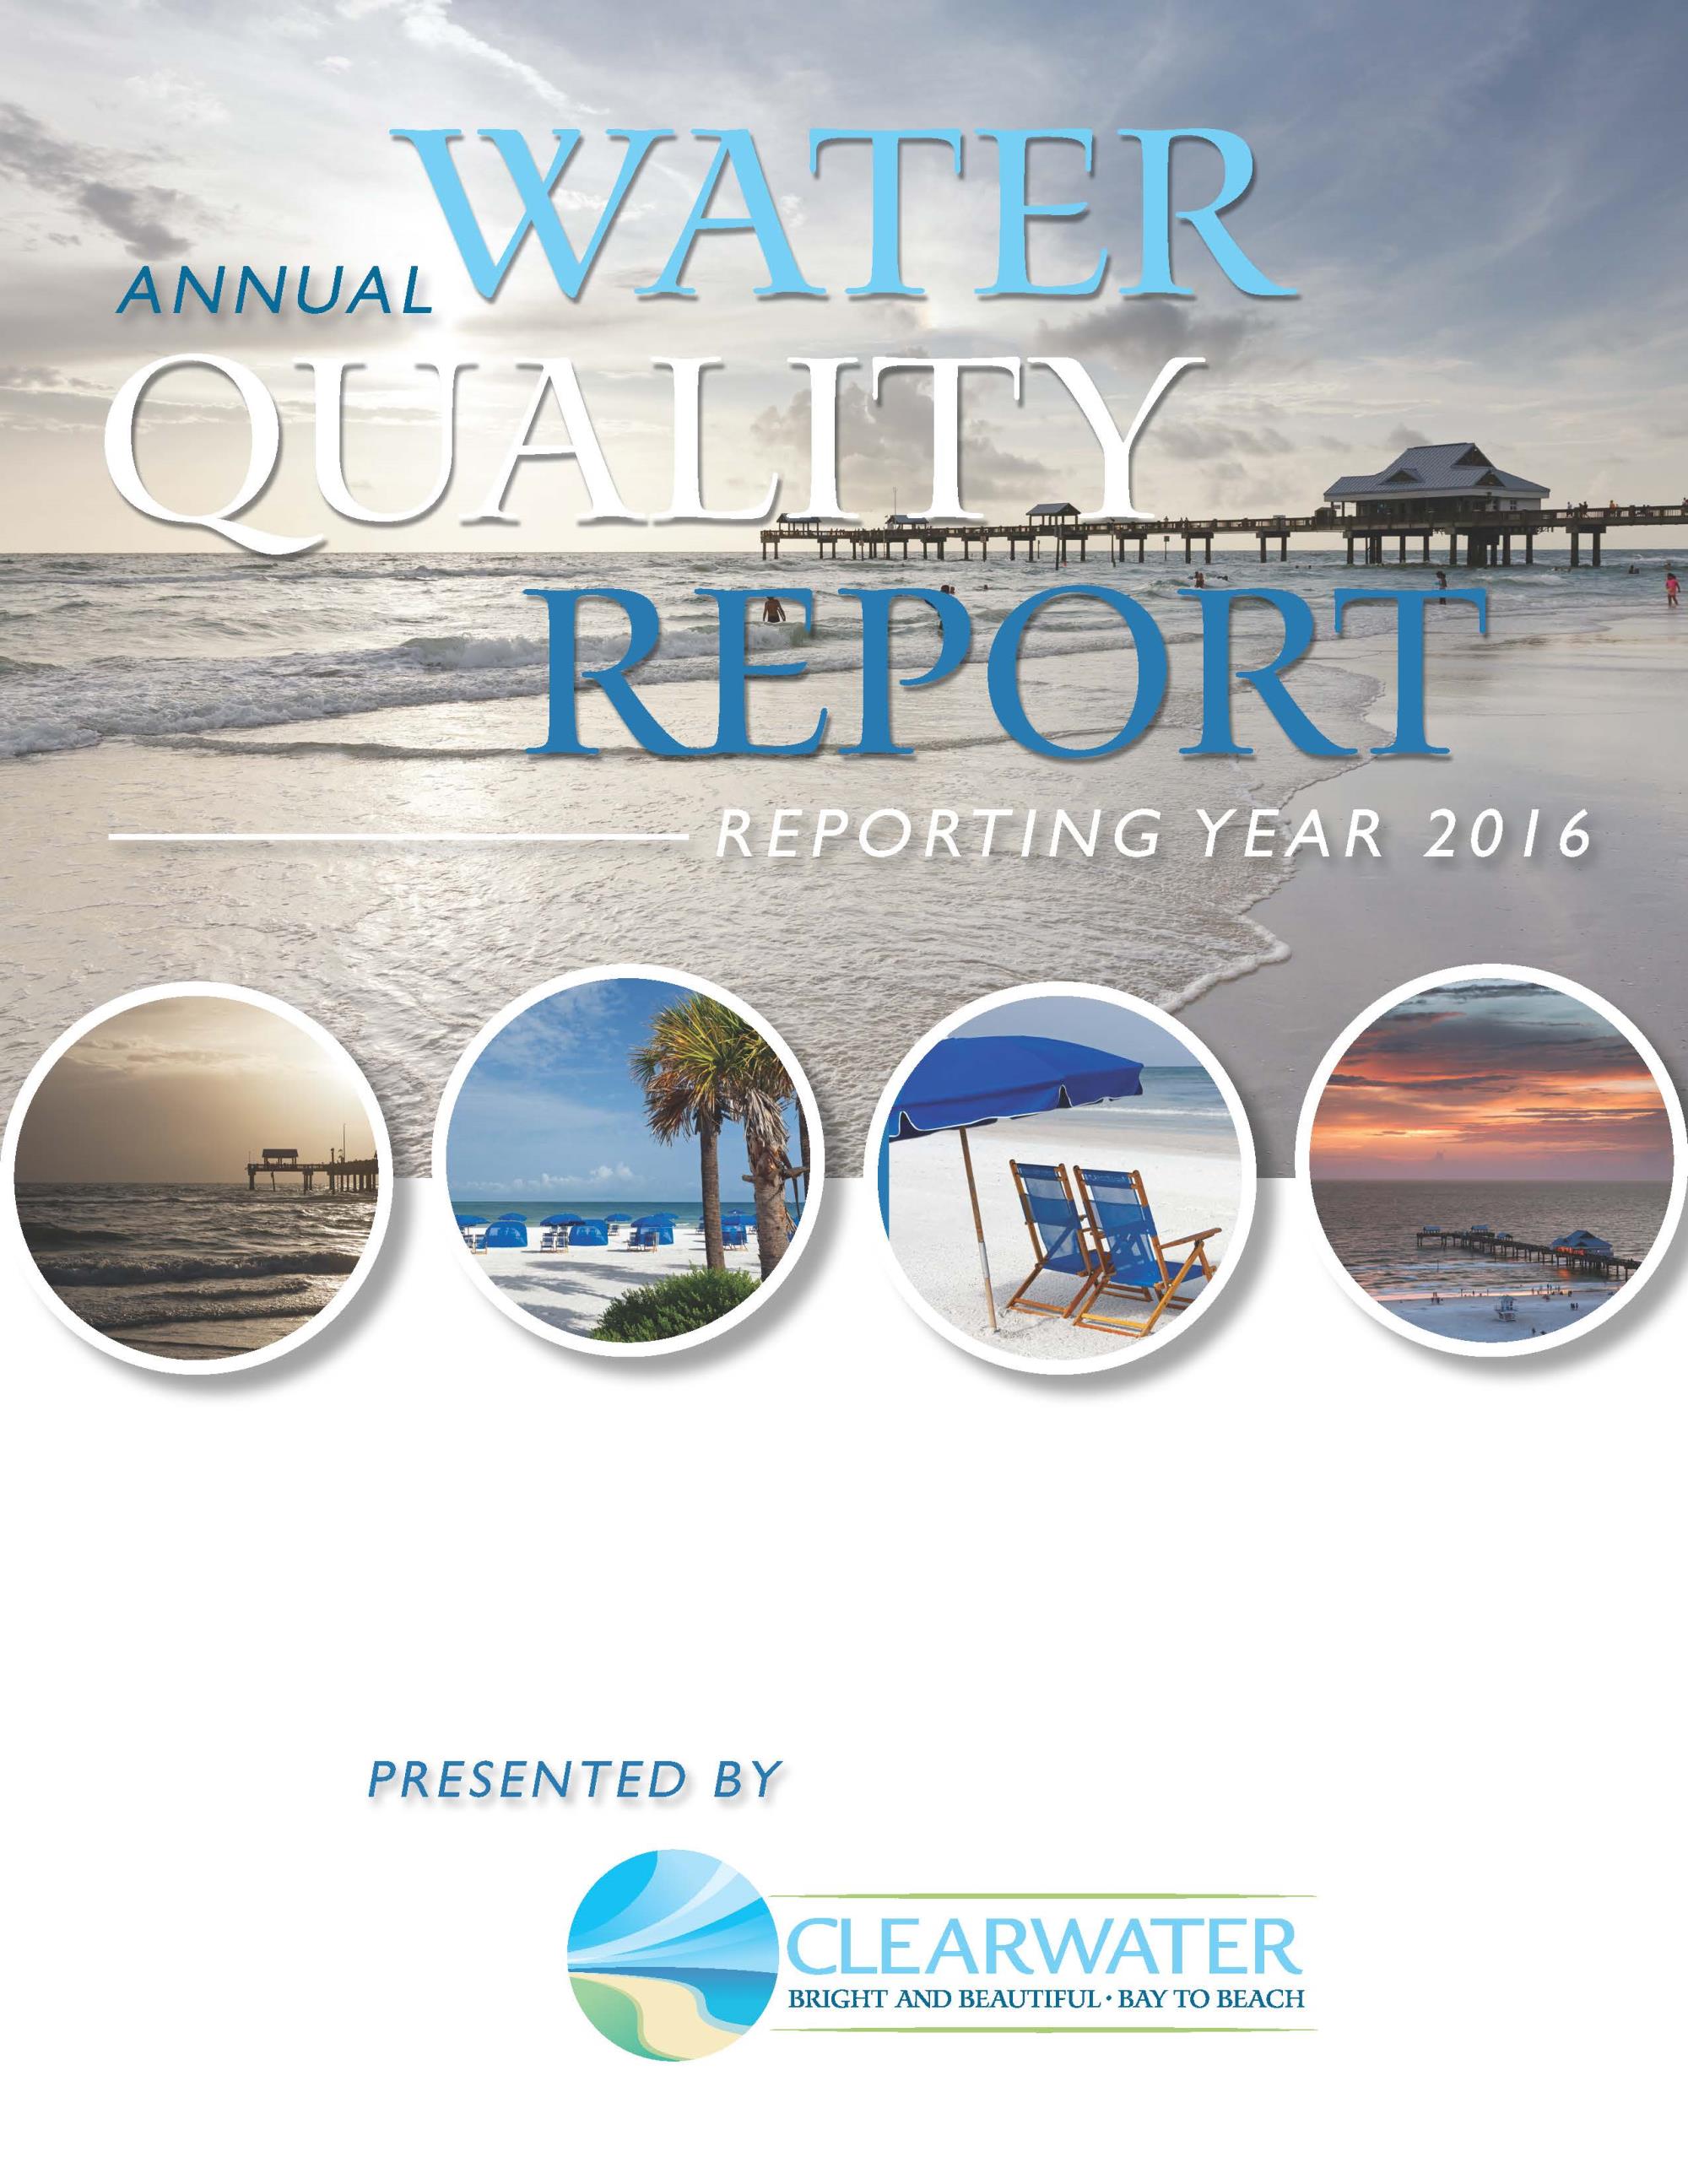 ANNUAL WATER
QUALITY
REPORT
REPORTING YEAR 2016
PRESENTED BY
CLEARWATER
BRIGHT AND BEAUTIFUL • BAY TO BEACH